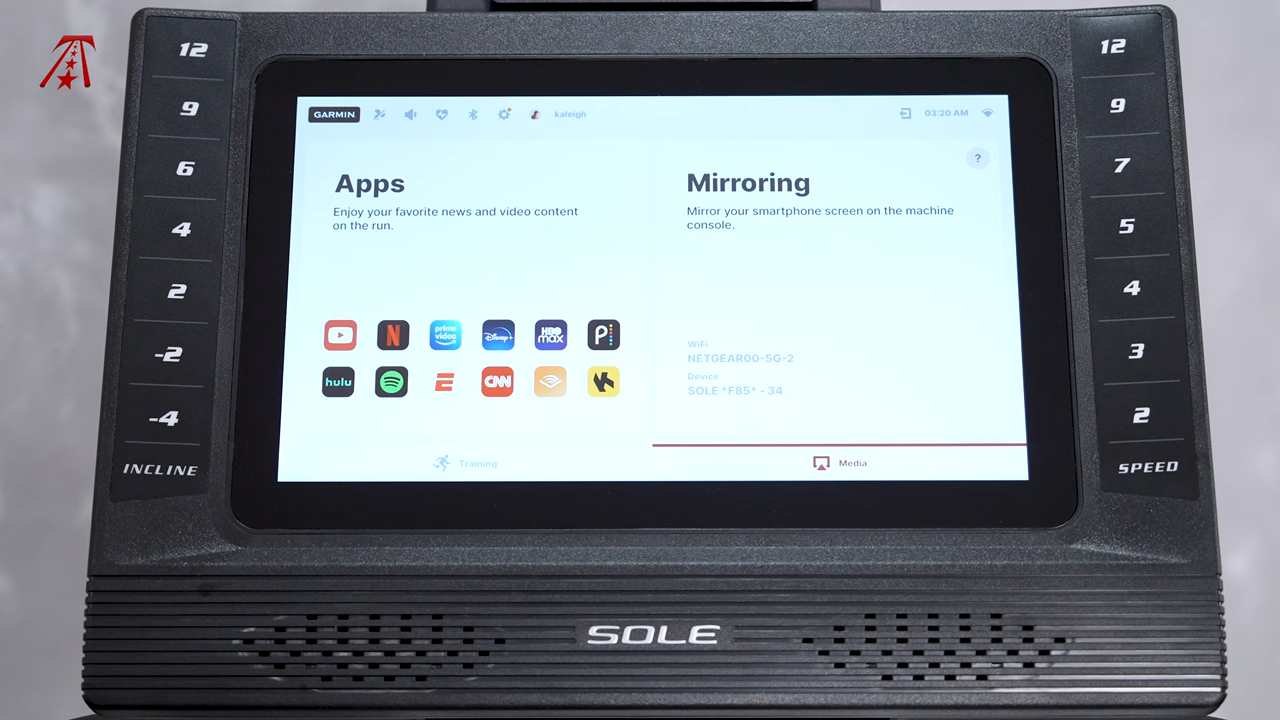 12
9
6
4
2
-2
-4
INCLINE
GARMIN
kaleigh
03:20 AM
Apps
Enjoy your favorite news and video content
on the run.
prime
video
Disney+
HBO
max
P
N
hulu
E
CNN
K
Training
Mirroring
?
Mirror your smartphone screen on the machine
console.
WiFi
NETGEAR00-5G-2
Device
SOLE *F85* - 34
Media
12
9
7
5
4
3
2
SPEED
SOLE